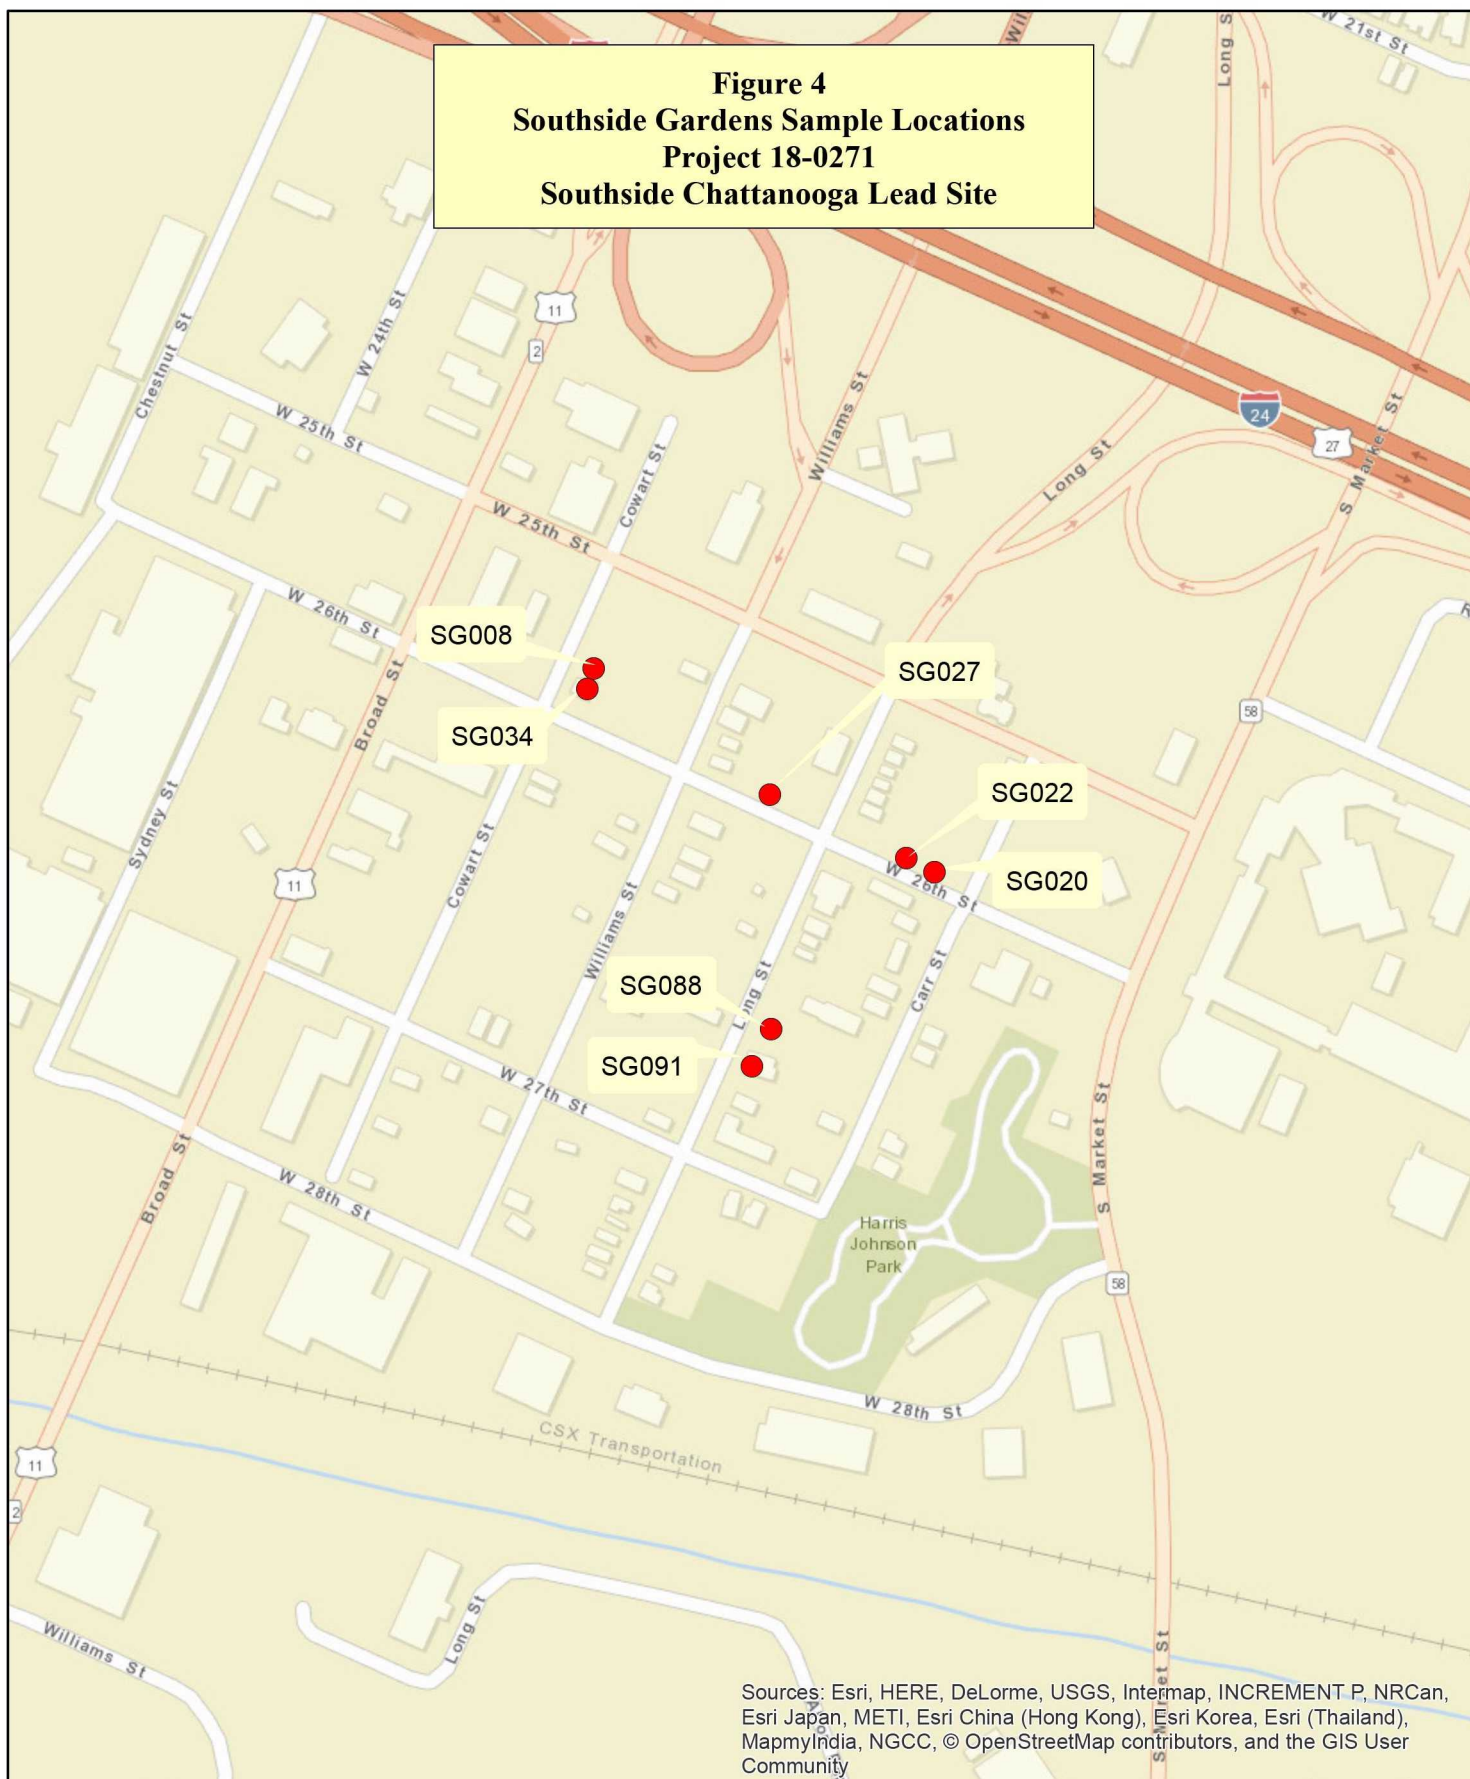 Figure 4
Southside Gardens Sample Locations
Project 18-0271
Southside Chattanooga Lead Site
W 21st St
Long S
Wil
11
2
W 24th St
Chestnut St
W 25th St
Williams St
24
27
S Market St
Long St
Cowart St
W 25th St
W 26th St
SG008
SG034
SG027
SG022
SG020
Broad St
58
Sydney St
11
Cowart St
Williams St
W 26th St
Carr St
SG088
Long St
SG091
W 27th St
S Market St
Broad St
W 28th St
Harris
Johnson
Park
58
W 28th St
CSX Transportation
11
2
Long St
Williams St
S Market St
Sources: Esri, HERE, DeLorme, USGS, Intermap, INCREMENT P, NRCan,
Esri Japan, METI, Esri China (Hong Kong), Esri Korea, Esri (Thailand),
MapmyIndia, NGCC, © OpenStreetMap contributors, and the GIS User
Community